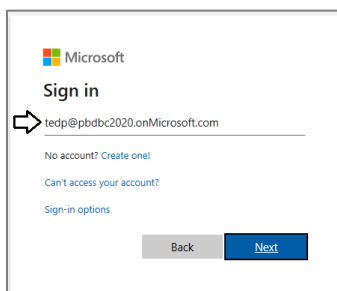 Microsoft
Sign in
tedp@pbdbc2020.onMicrosoft.com
No account? Create one!
Can't access your account?
Sign-in options
Back Next